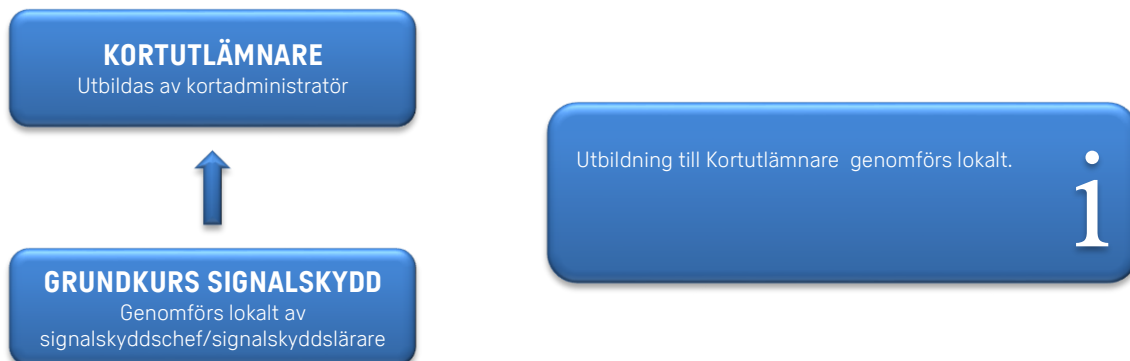 KORTUTLÄMNARE
Utbildas av kortadministratör
Utbildning till Kortutlämnare  genomförs lokalt.
i
GRUNDKURS SIGNALSKYDD
Genomförs lokalt av
signalskyddschef/signalskyddslärare